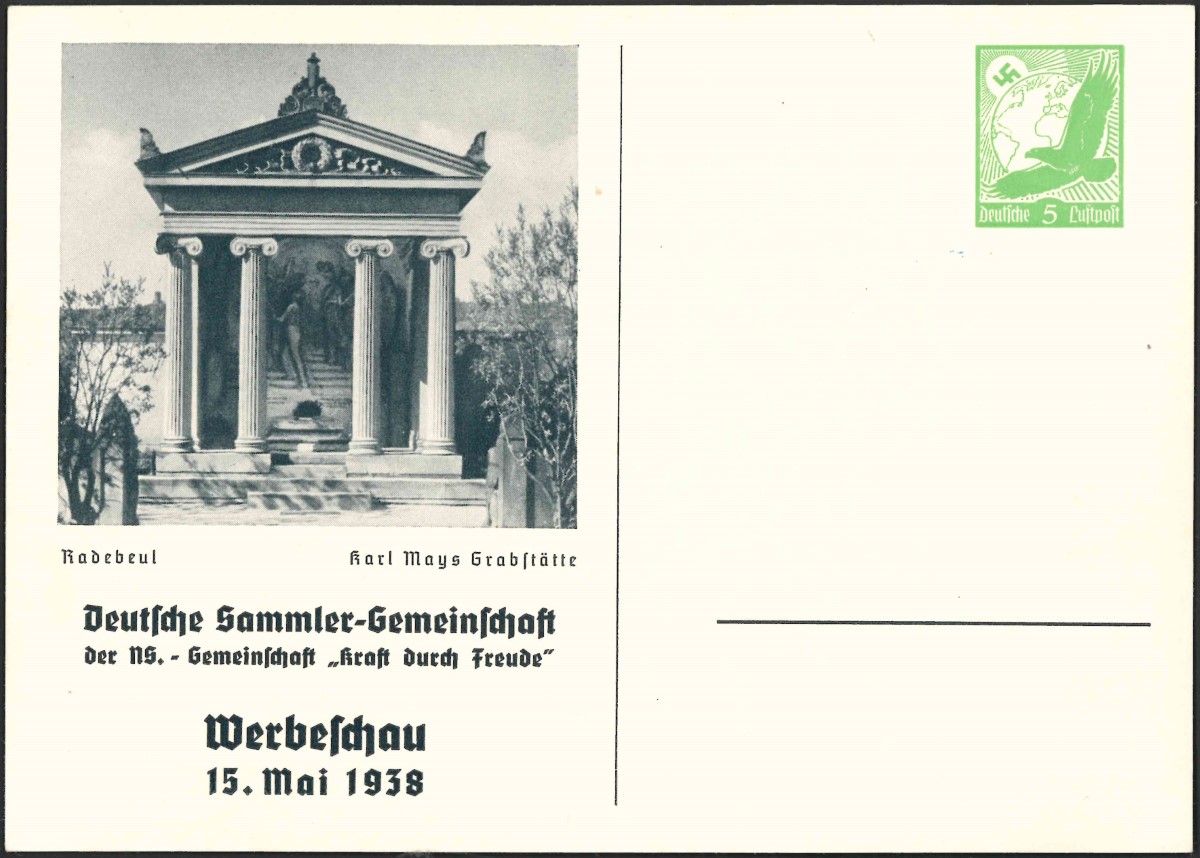 Deutsche 5 Luftpost
Radebeul Karl Mays Grabstätte
Deutsche Sammler-Gemeinschaft
der NS.-Gemeinschaft „Kraft durch Freude“
Werbeschau
15. Mai 1938